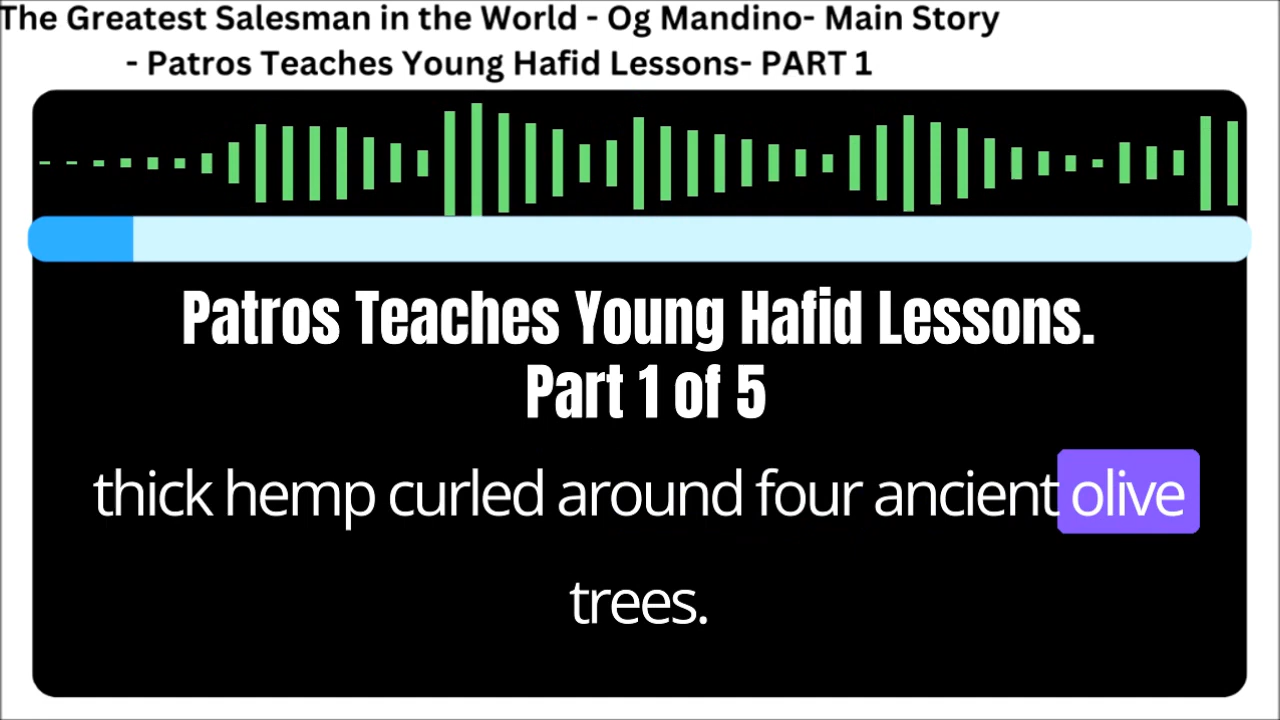 The Greatest Salesman in the World - Og Mandino- Main Story
- Patros Teaches Young Hafid Lessons- PART 1
Patros Teaches Young Hafid Lessons.
Part 1 of 5
thick hemp curled around four ancient olive
trees.